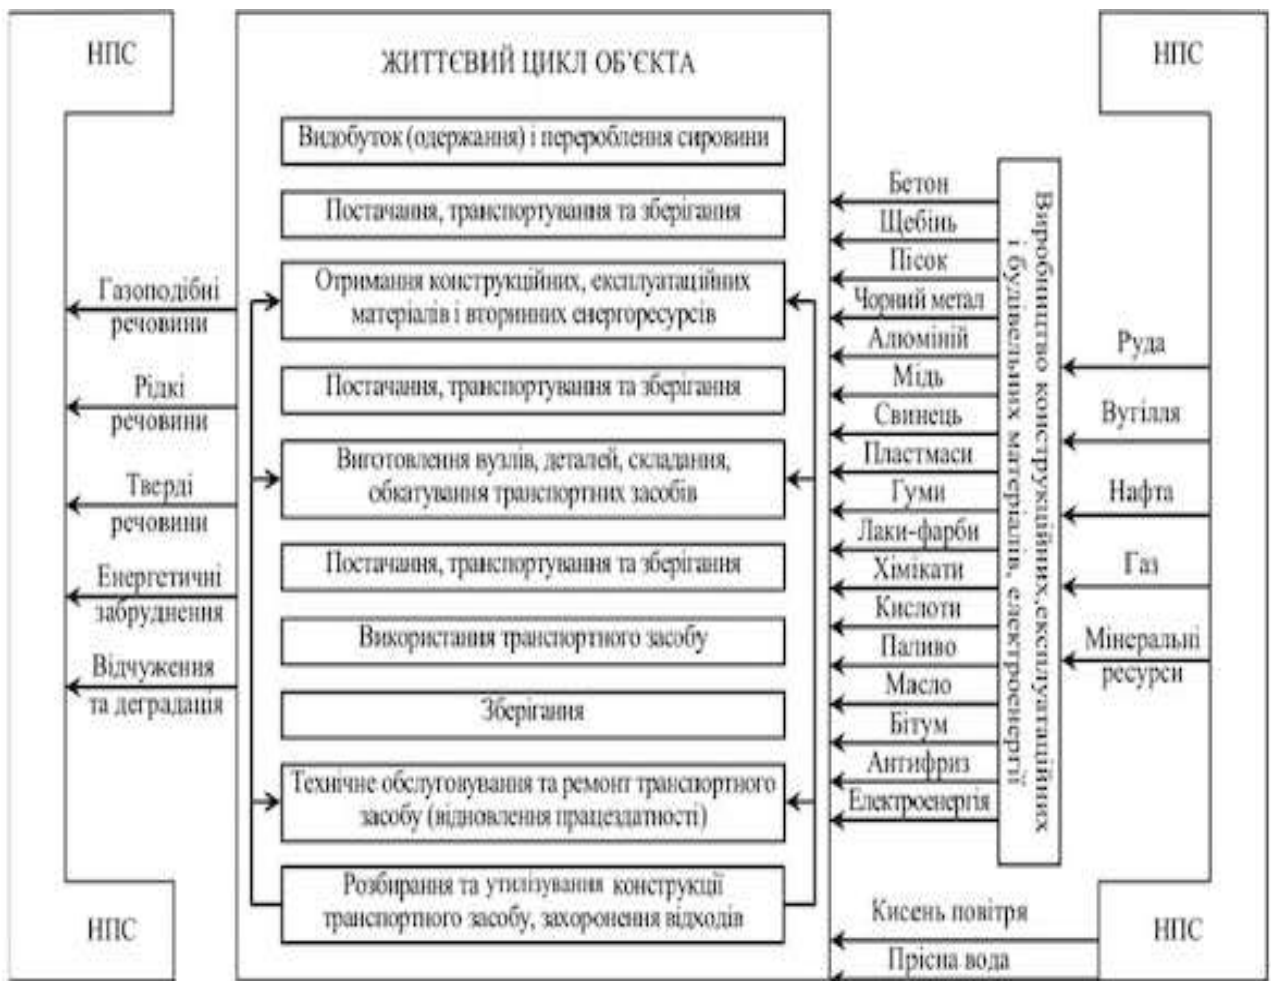 НПС
ЖИТТЄВИЙ ЦИКЛ ОБ’ЄКТА
НПС
Видобуток (одержання) і перероблення сировини
Постачання, транспортування та зберігання
Отримання конструкційних, експлуатаційних
матеріалів і вторинних енергоресурсів
Постачання, транспортування та зберігання
Виготовлення вузлів, деталей, складання,
обкатування транспортних засобів
Постачання, транспортування та зберігання
Використання транспортного засобу
Зберігання
Технічне обслуговування та ремонт транспортного
засобу (відновлення працездатності)
Розбирання та утилізування конструкції
транспортного засобу, захоронення відходів
Газоподібні
речовини
Рідкі
речовини
Тверді
речовини
Енергетичні
забруднення
Відчуження
та деградація
НПС
Бетон
Щебінь
Пісок
Чорний метал
Алюміній
Мідь
Свинець
Пластмаси
Гуми
Лаки-фарби
Хімікати
Кислоти
Паливо
Масло
Бітум
Антифриз
Електроенергія
Кисень повітря
Прісна вода
Виробництво конструкційнних,експлуатаційних
і будівельних матеріалів, електроенергії
Руда
Вугілля
Нафта
Газ
Мінеральні
ресурси
НПС